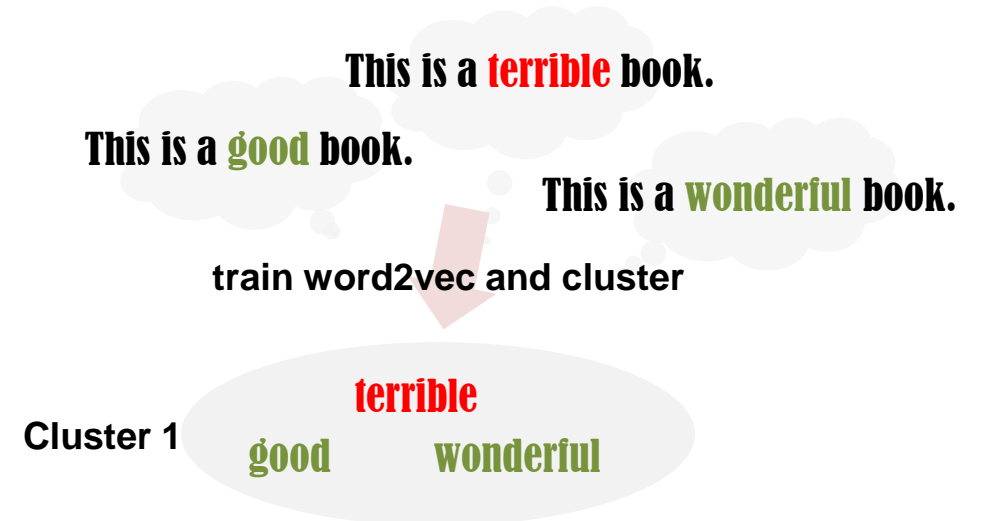 This is a terrible book.
This is a good book.
This is a wonderful book.
train word2vec and cluster
terrible
Cluster 1
good wonderful